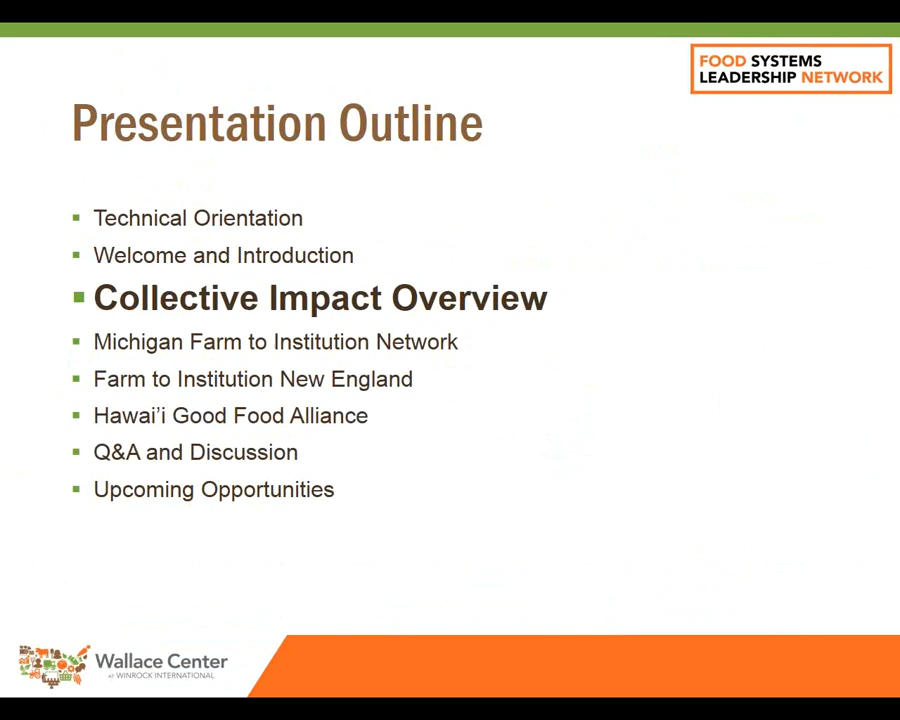 FOOD SYSTEMS
LEADERSHIP NETWORK
Presentation Outline
Technical Orientation
Welcome and Introduction
Collective Impact Overview
Michigan Farm to Institution Network
Farm to Institution New England
Hawai’i Good Food Alliance
Q&A and Discussion
Upcoming Opportunities
Wallace Center
AT WINROCK INTERNATIONAL